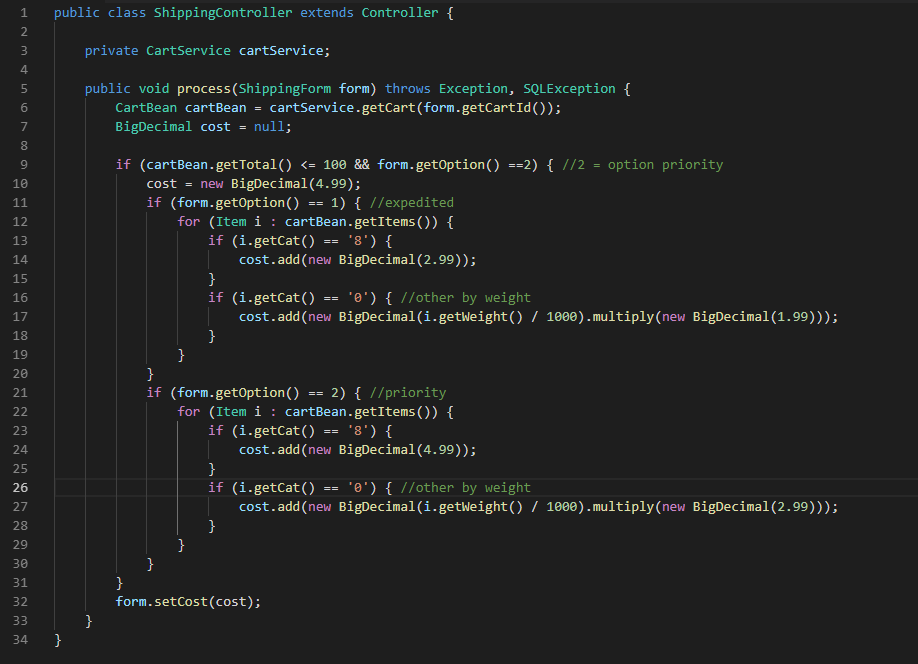 1 public class ShippingController extends Controller {
2
3     private CartService cartService;
4
5     public void process(ShippingForm form) throws Exception, SQLException {
6         CartBean cartBean = cartService.getCart(form.getCartId());
7         BigDecimal cost = null;
8
9         if (cartBean.getTotal() <= 100 && form.getOption() ==2) { //2 = option priority
10             cost = new BigDecimal(4.99);
11             if (form.getOption() == 1) { //expedited
12                 for (Item i : cartBean.getItems()) {
13                     if (i.getCat() == '8') {
14                         cost.add(new BigDecimal(2.99));
15                     }
16                     if (i.getCat() == '0') { //other by weight
17                         cost.add(new BigDecimal(i.getWeight() / 1000).multiply(new BigDecimal(1.99)));
18                     }
19                 }
20             }
21             if (form.getOption() == 2) { //priority
22                 for (Item i : cartBean.getItems()) {
23                     if (i.getCat() == '8') {
24                         cost.add(new BigDecimal(4.99));
25                     }
26                     if (i.getCat() == '0') { //other by weight
27                         cost.add(new BigDecimal(i.getWeight() / 1000).multiply(new BigDecimal(2.99)));
28                     }
29                 }
30             }
31         }
32         form.setCost(cost);
33     }
34 }